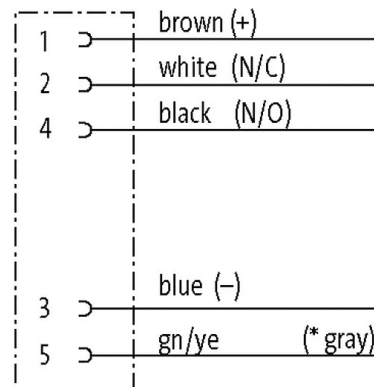 1 brown (+)
2 white (N/C)
4 black (N/O)
3 blue (–)
5 gn/ye (* gray)